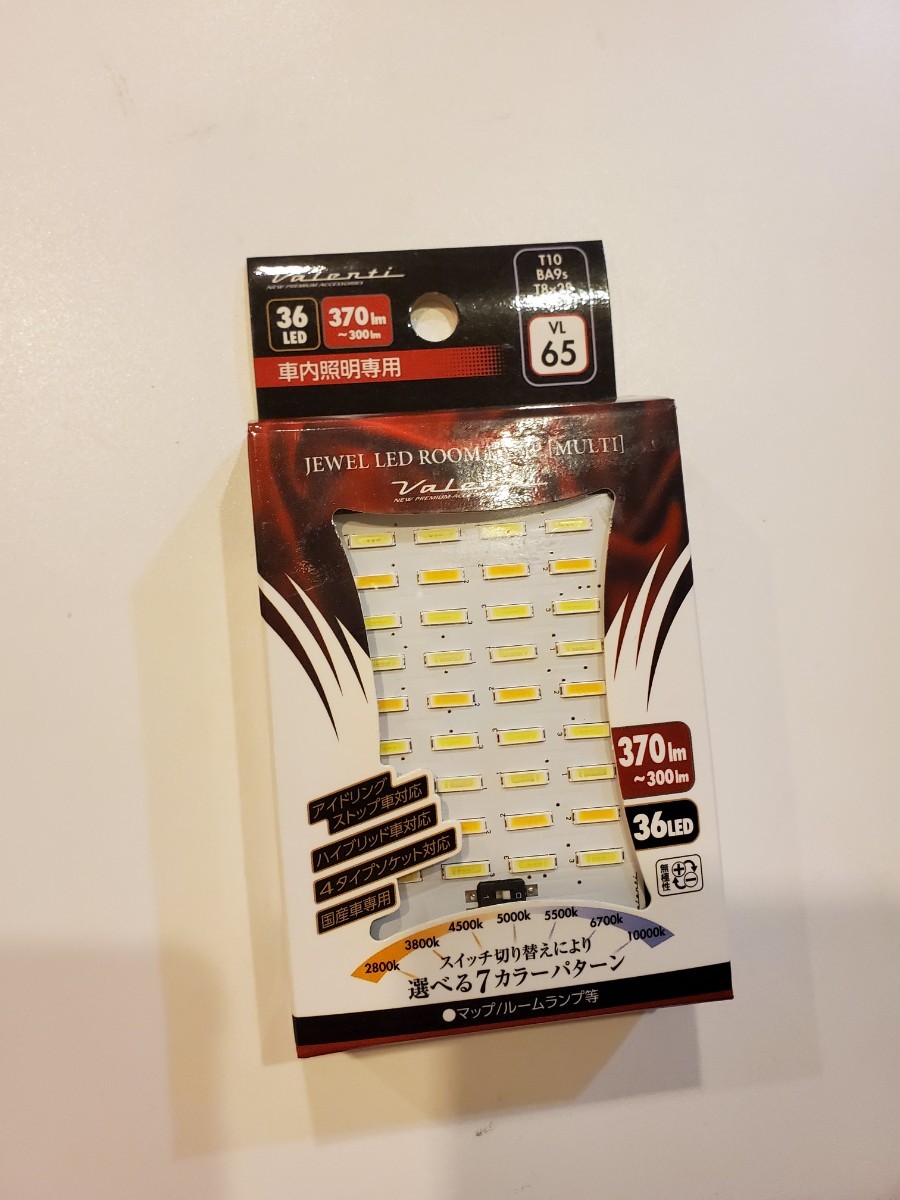 Valenti
NEW PREMIUM ACCESSORIES
T10
BA9s
T8×28
36
LED
370lm
~300lm
VL
65
車内照明専用
JEWEL LED ROOM [MULTI]
Valenti
NEW PREMIUM ACCESSORIES
370lm
~300lm
36LED
無極性
アイドリング
ストップ車対応
ハイブリッド車対応
4タイプソケット対応
国産車専用
2800k
3800k
4500k
5000k
5500k
6700k
10000k
スイッチ切り替えにより
選べる7カラーパターン
●マップ/ルームランプ等